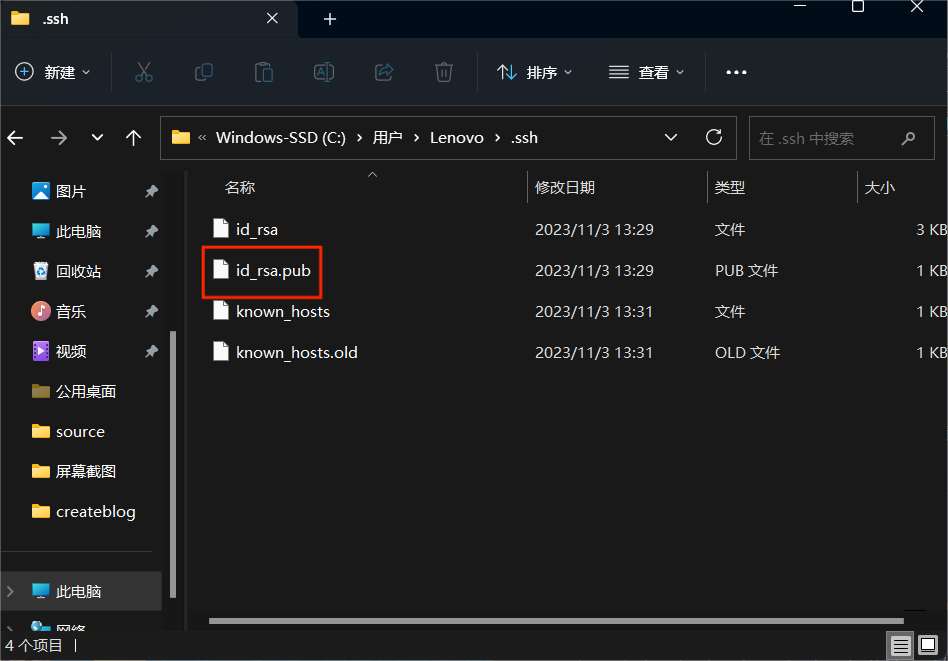 .ssh
新建
排序
查看
Windows-SSD (C:) › 用户 › Lenovo › .ssh
在 .ssh 中搜索
图片
此电脑
回收站
音乐
视频
公用桌面
source
屏幕截图
createblog
此电脑
网络
名称 修改日期 类型 大小
id_rsa 2023/11/3 13:29 文件 3 KB
id_rsa.pub 2023/11/3 13:29 PUB 文件 1 KB
known_hosts 2023/11/3 13:31 文件 1 KB
known_hosts.old 2023/11/3 13:31 OLD 文件 1 KB
4 个项目